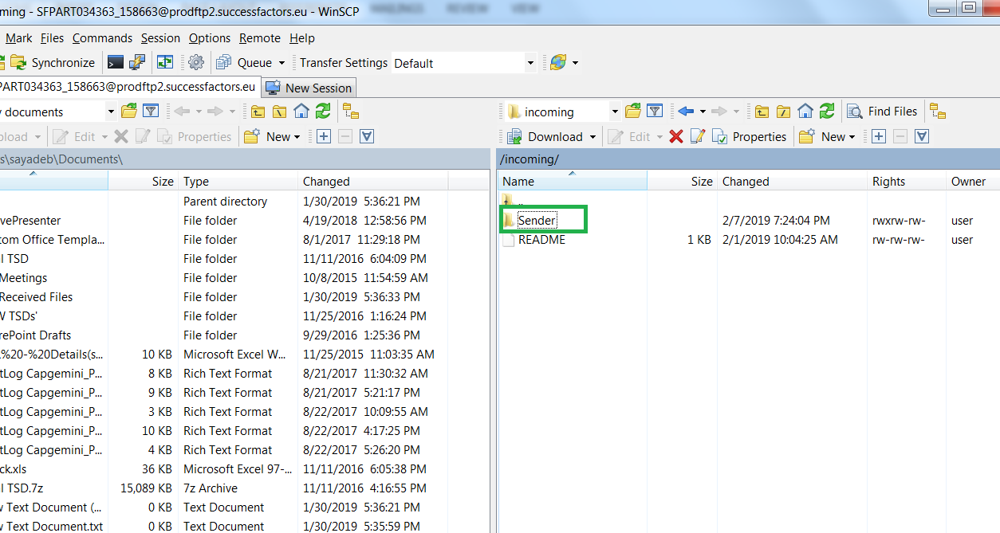 MAILINGS REVIEW VIEW
ming - SFPART034363_158663@prodftp2.successfactors.eu - WinSCP
Mark Files Commands Session Options Remote Help
Synchronize Queue Transfer Settings Default
PART034363_158663@prodftp2.successfactors.eu New Session
documents incoming Find Files
load Edit Properties New Download Edit Properties New
s\sayadeb\Documents\ /incoming/
Size Type Changed Name Size Changed Rights Owner
Parent directory 1/30/2019 5:36:21 PM ..
vePresenter File folder 4/19/2018 12:58:56 PM Sender 2/7/2019 7:24:04 PM rwxrw-rw- user
tom Office Templa... File folder 8/1/2017 11:29:18 PM README 1 KB 2/1/2019 10:04:25 AM rw-rw-rw- user
l TSD File folder 11/11/2016 6:04:09 PM
Meetings File folder 10/8/2015 11:54:59 AM
Received Files File folder 1/30/2019 5:36:33 PM
V TSDs' File folder 11/25/2016 1:16:24 PM
rePoint Drafts File folder 9/29/2016 1:25:36 PM
%20-%20Details(s... 10 KB Microsoft Excel W... 11/25/2015 11:03:35 AM
tLog Capgemini_P... 8 KB Rich Text Format 8/21/2017 11:30:32 AM
tLog Capgemini_P... 9 KB Rich Text Format 8/21/2017 5:21:17 PM
tLog Capgemini_P... 3 KB Rich Text Format 8/22/2017 10:09:55 AM
tLog Capgemini_P... 10 KB Rich Text Format 8/22/2017 4:17:25 PM
tLog Capgemini_P... 4 KB Rich Text Format 8/22/2017 5:26:20 PM
ck.xls 36 KB Microsoft Excel 97-... 11/11/2016 6:05:38 PM
l TSD.7z 15,089 KB 7z Archive 11/11/2016 4:16:55 PM
v Text Document (... 0 KB Text Document 1/30/2019 5:36:21 PM
v Text Document.txt 0 KB Text Document 1/30/2019 5:35:59 PM